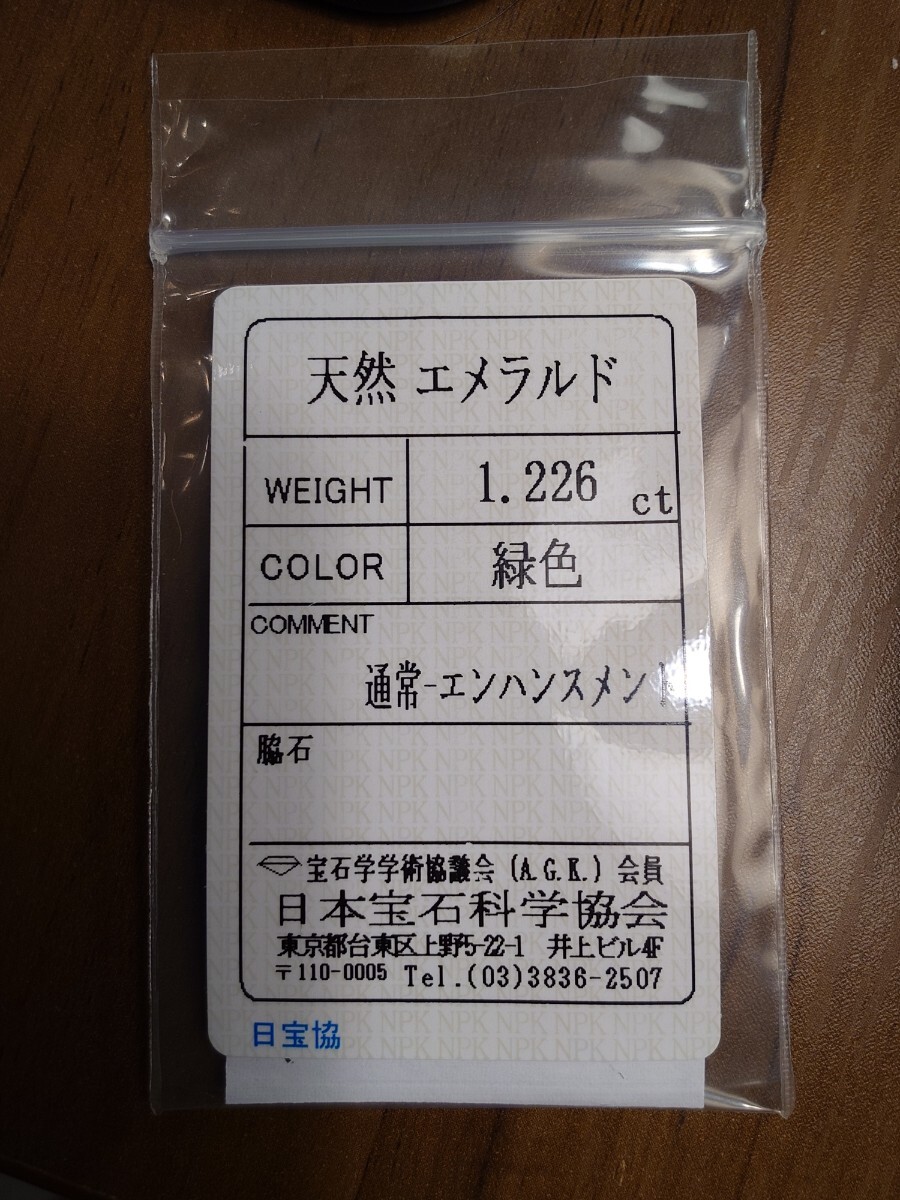 天然 エメラルド
WEIGHT 1.226 ct
COLOR 緑色
COMMENT
通常-エンハンスメント
脇石
宝石学学術協議会 (A.G.K.) 会員
日本宝石科学協会
東京都台東区上野5-22-1 井上ビル4F
〒110-0005 Tel.(03)3836-2507
日宝協